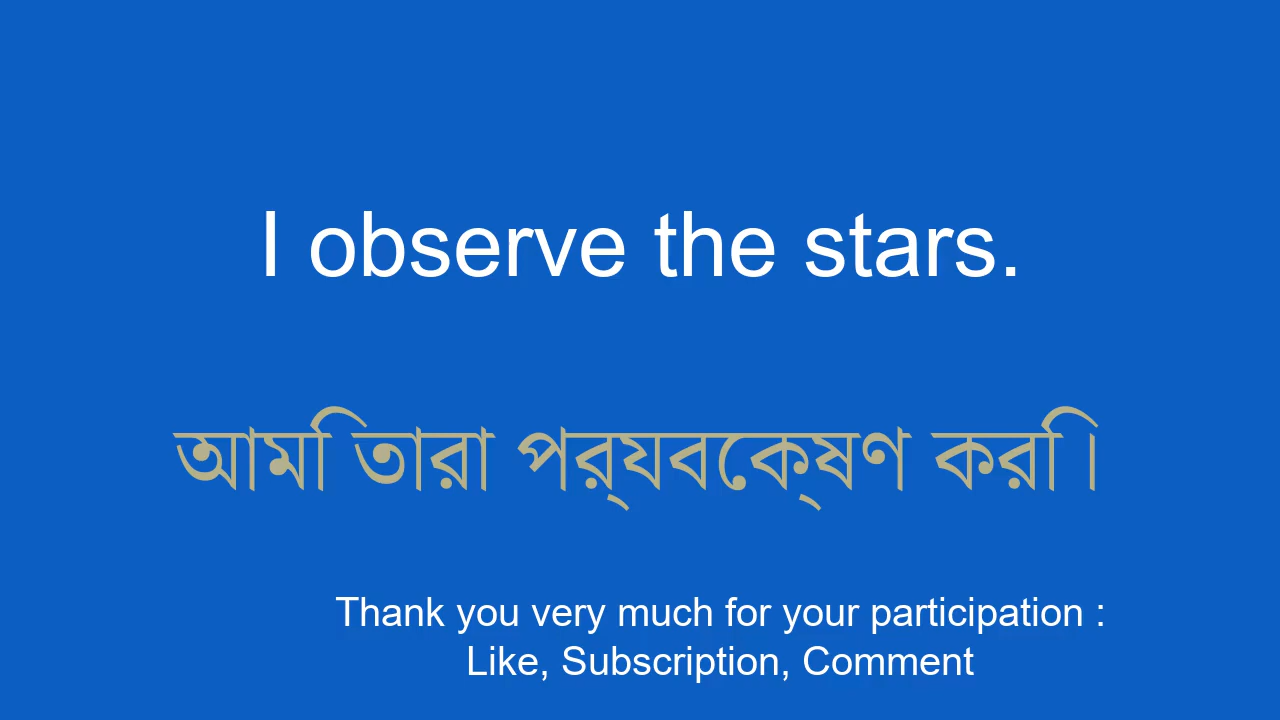 I observe the stars.
আমি তারা পর্যবেক্ষণ করি।
Thank you very much for your participation :
Like, Subscription, Comment